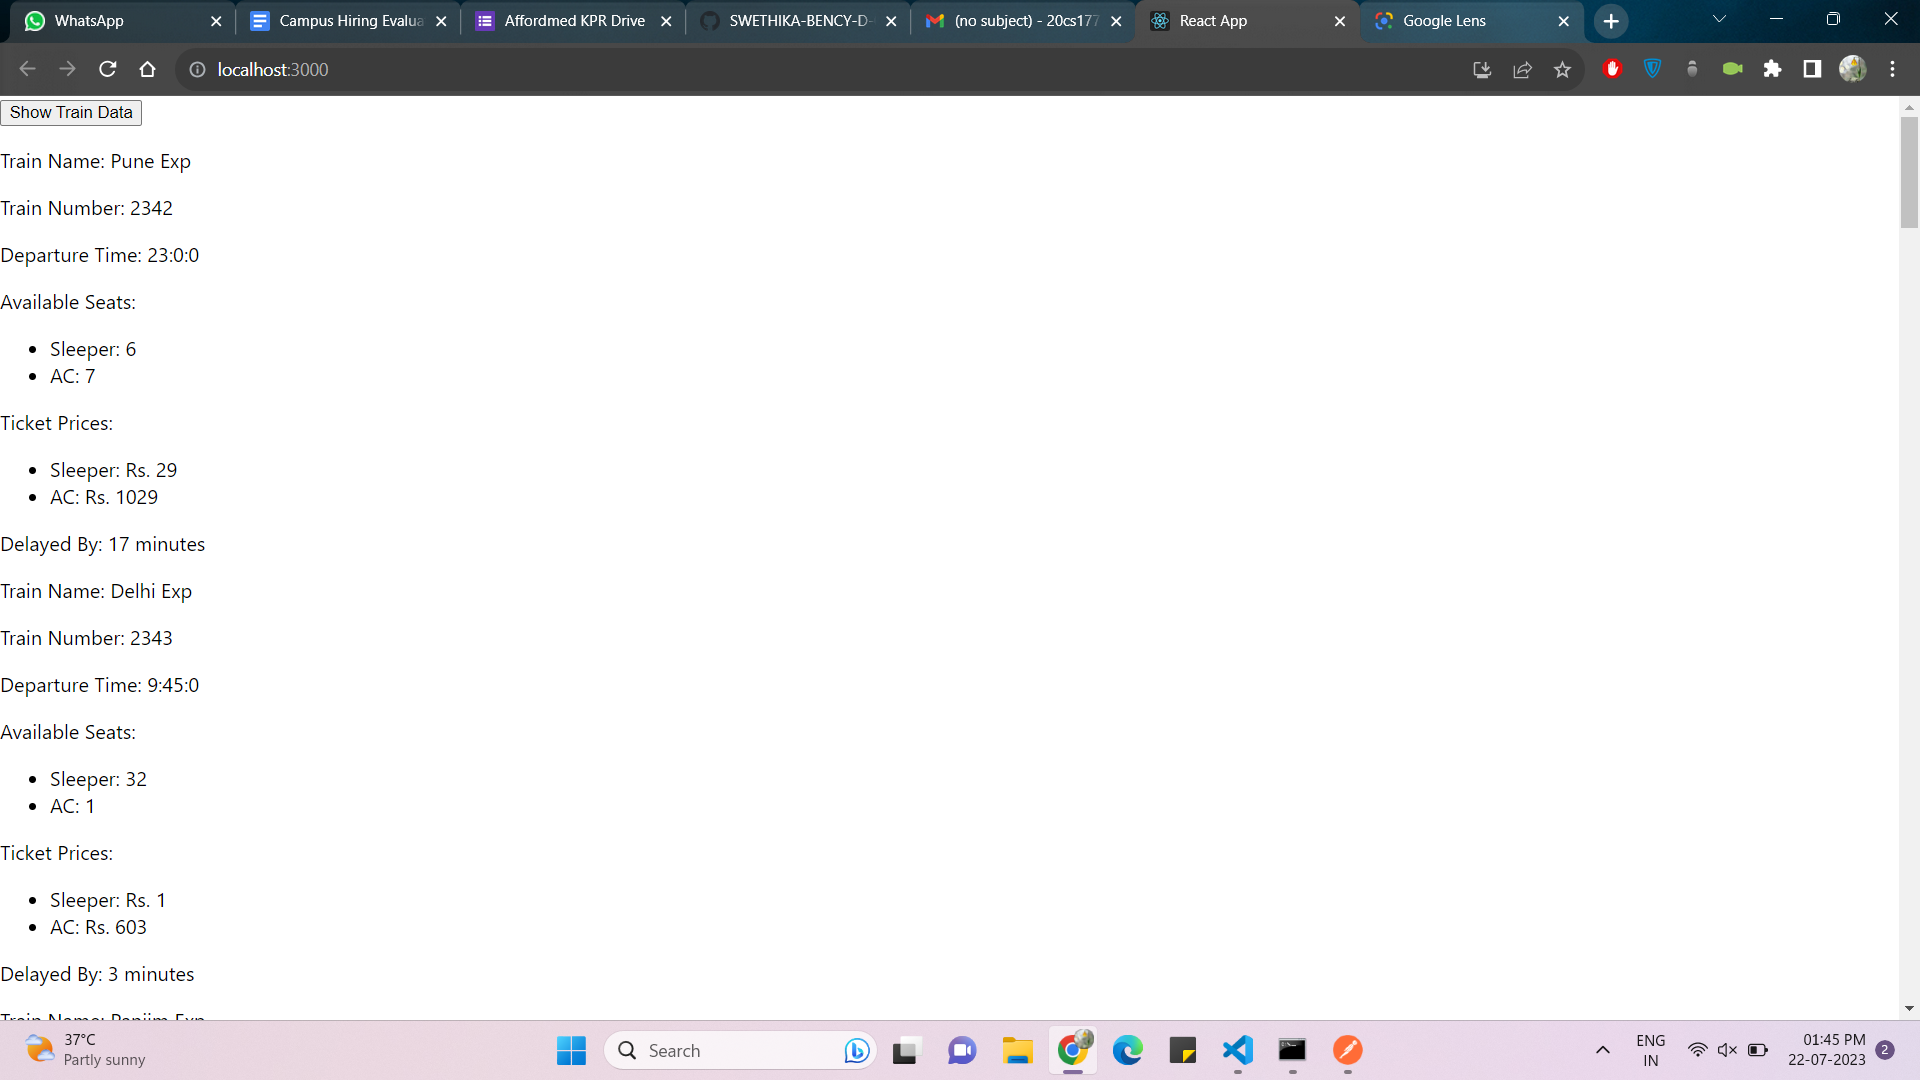 WhatsApp
Campus Hiring Evalua
Affordmed KPR Drive
SWETHIKA-BENCY-D-
(no subject) - 20cs177
React App
Google Lens
localhost:3000
Show Train Data
Train Name: Pune Exp
Train Number: 2342
Departure Time: 23:0:0
Available Seats:
Sleeper: 6
AC: 7
Ticket Prices:
Sleeper: Rs. 29
AC: Rs. 1029
Delayed By: 17 minutes
Train Name: Delhi Exp
Train Number: 2343
Departure Time: 9:45:0
Available Seats:
Sleeper: 32
AC: 1
Ticket Prices:
Sleeper: Rs. 1
AC: Rs. 603
Delayed By: 3 minutes
Train Name: Panjim Exp
37°C
Partly sunny
Search
ENG
IN
01:45 PM
22-07-2023
2